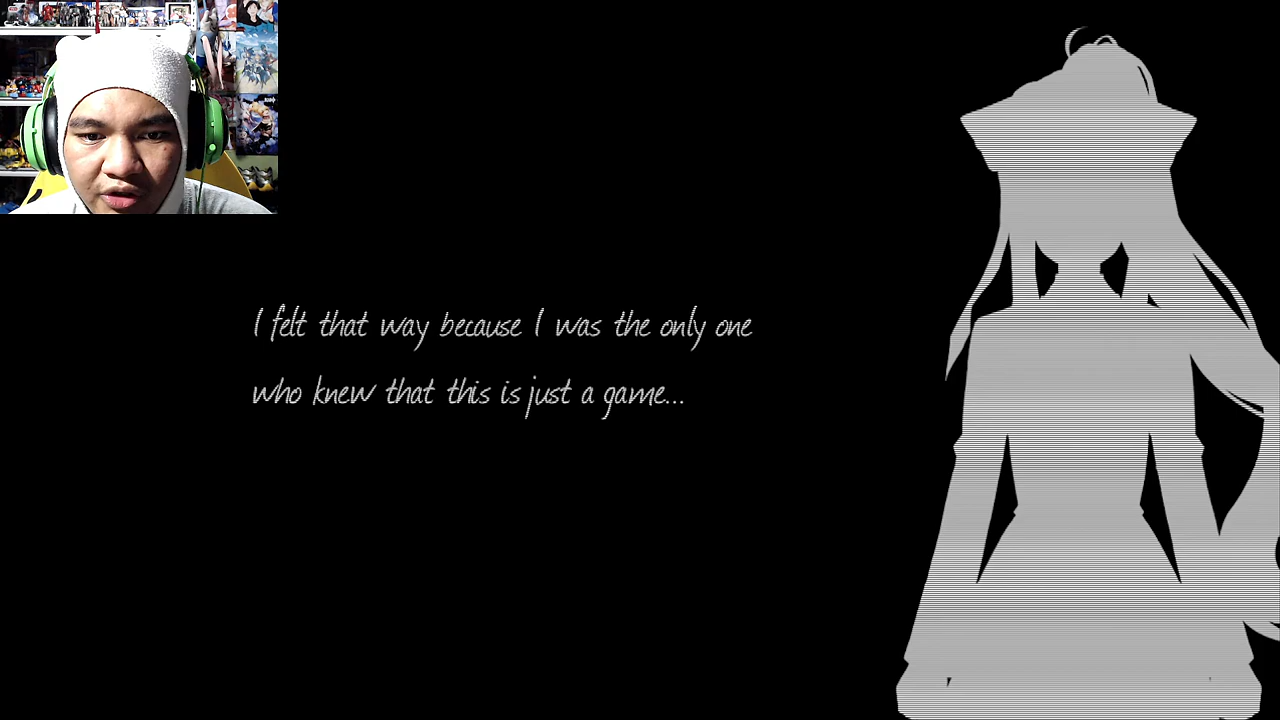 I felt that way because I was the only one
who knew that this is just a game...